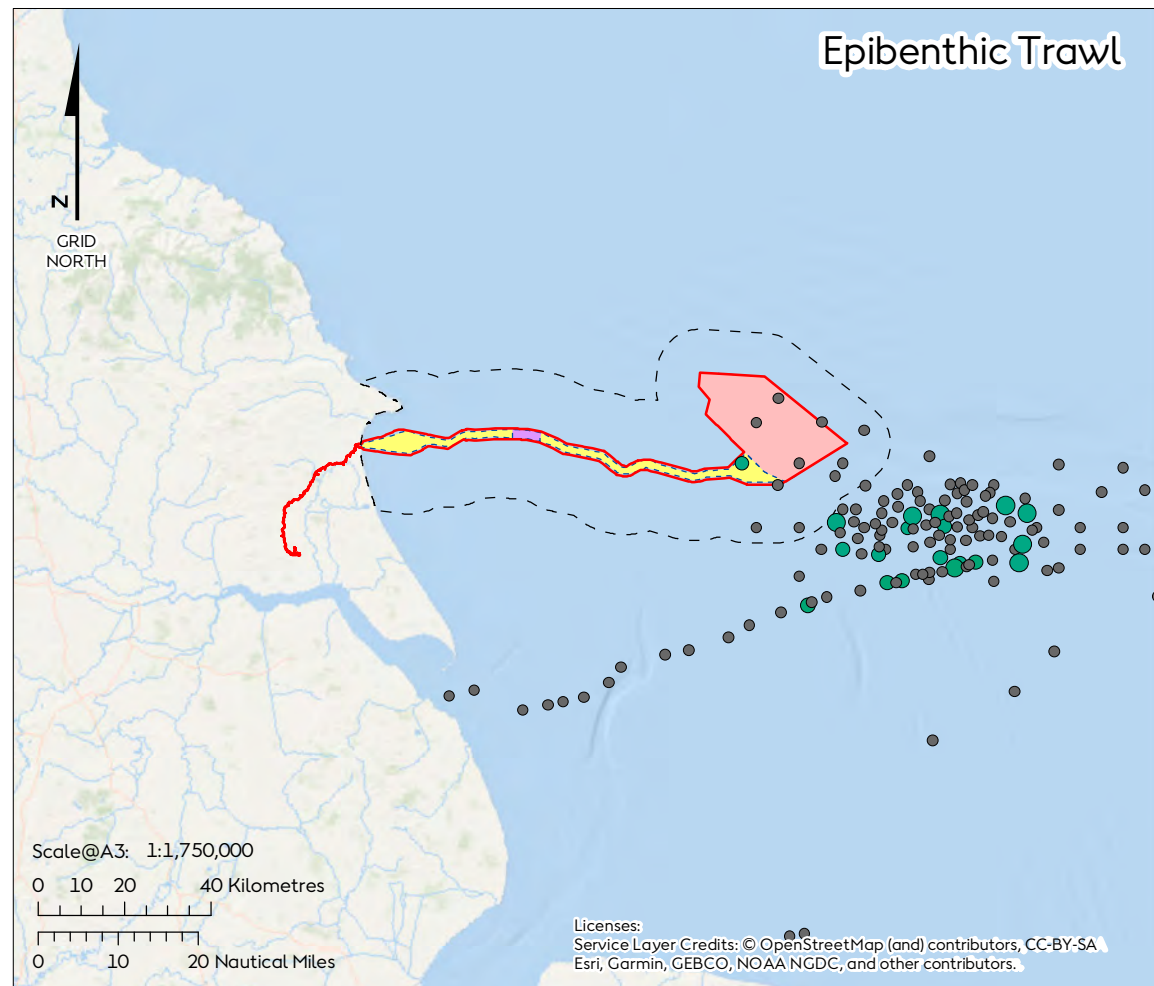 Epibenthic Trawl
N
GRID
NORTH
Scale@A3: 1:1,750,000
0 10 20 40 Kilometres
0 10 20 Nautical Miles
Licenses:
Service Layer Credits: © OpenStreetMap (and) contributors, CC-BY-SA
Esri, Garmin, GEBCO, NOAA NGDC, and other contributors.